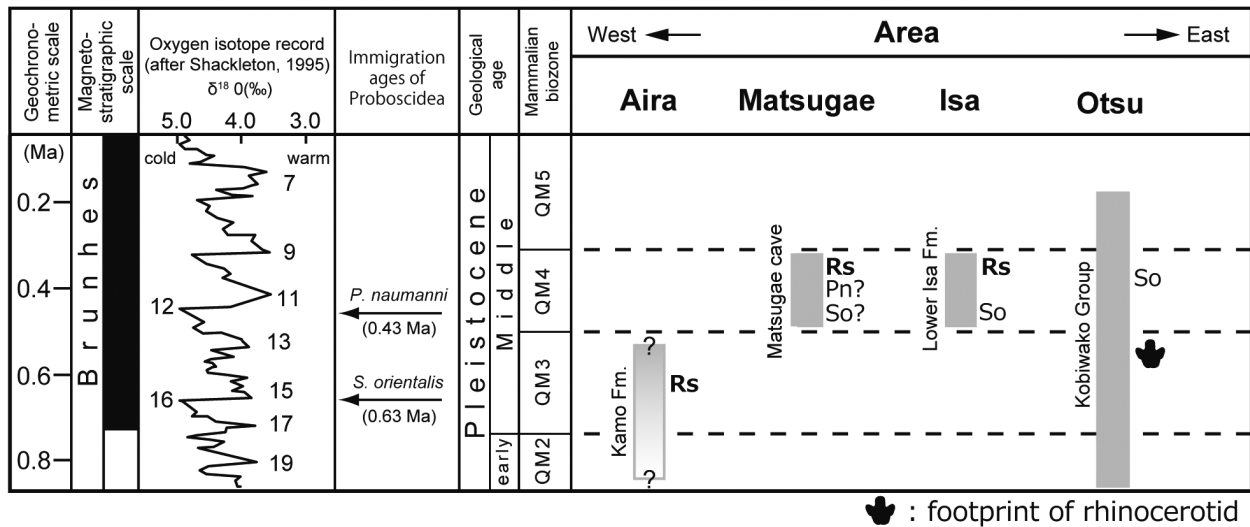 Geochrono-
metric scale
Magneto-
stratigraphic
scale
Oxygen isotope record
(after Shackleton, 1995)
δ¹⁸ 0(‰)
5.0 4.0 3.0
Immigration
ages of
Proboscidea
Geological
age
Mammalian
biozone
West
Area
East
Aira
Matsugae
Isa
Otsu
(Ma)
0.2
0.4
0.6
0.8
Brunhes
cold
warm
7
9
11
12
13
15
16
17
19
P. naumanni
(0.43 Ma)
S. orientalis
(0.63 Ma)
Pleistocene
Middle
early
QM5
QM4
QM3
QM2
Kamo Fm.
?
Rs
?
Matsugae cave
Rs
Pn?
So?
Lower Isa Fm.
Rs
So
Kobiwako Group
So
: footprint of rhinocerotid